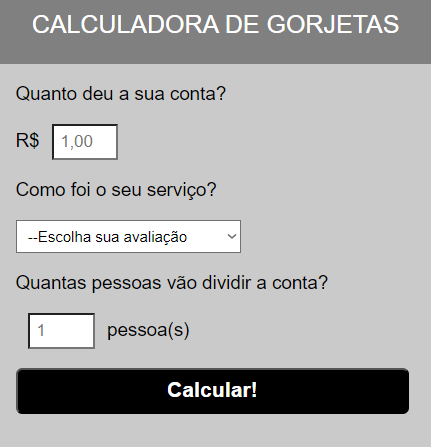 CALCULADORA DE GORJETAS
Quanto deu a sua conta?
R$ 1,00
Como foi o seu serviço?
--Escolha sua avaliação
Quantas pessoas vão dividir a conta?
1 pessoa(s)
Calcular!